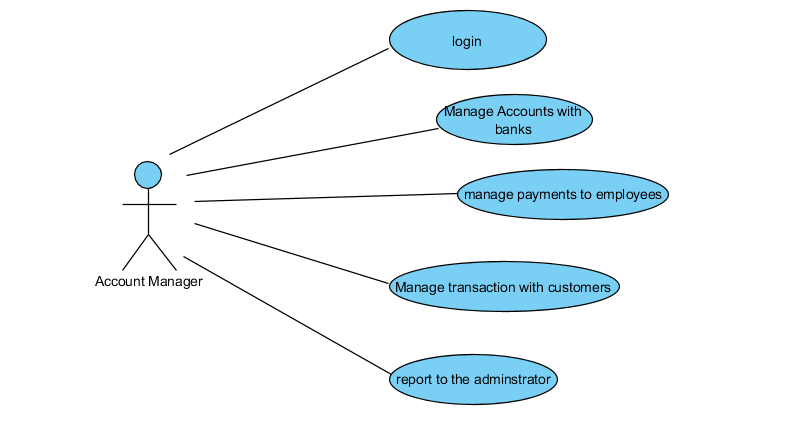 login
Manage Accounts with
banks
manage payments to employees
Account Manager
Manage transaction with customers
report to the adminstrator